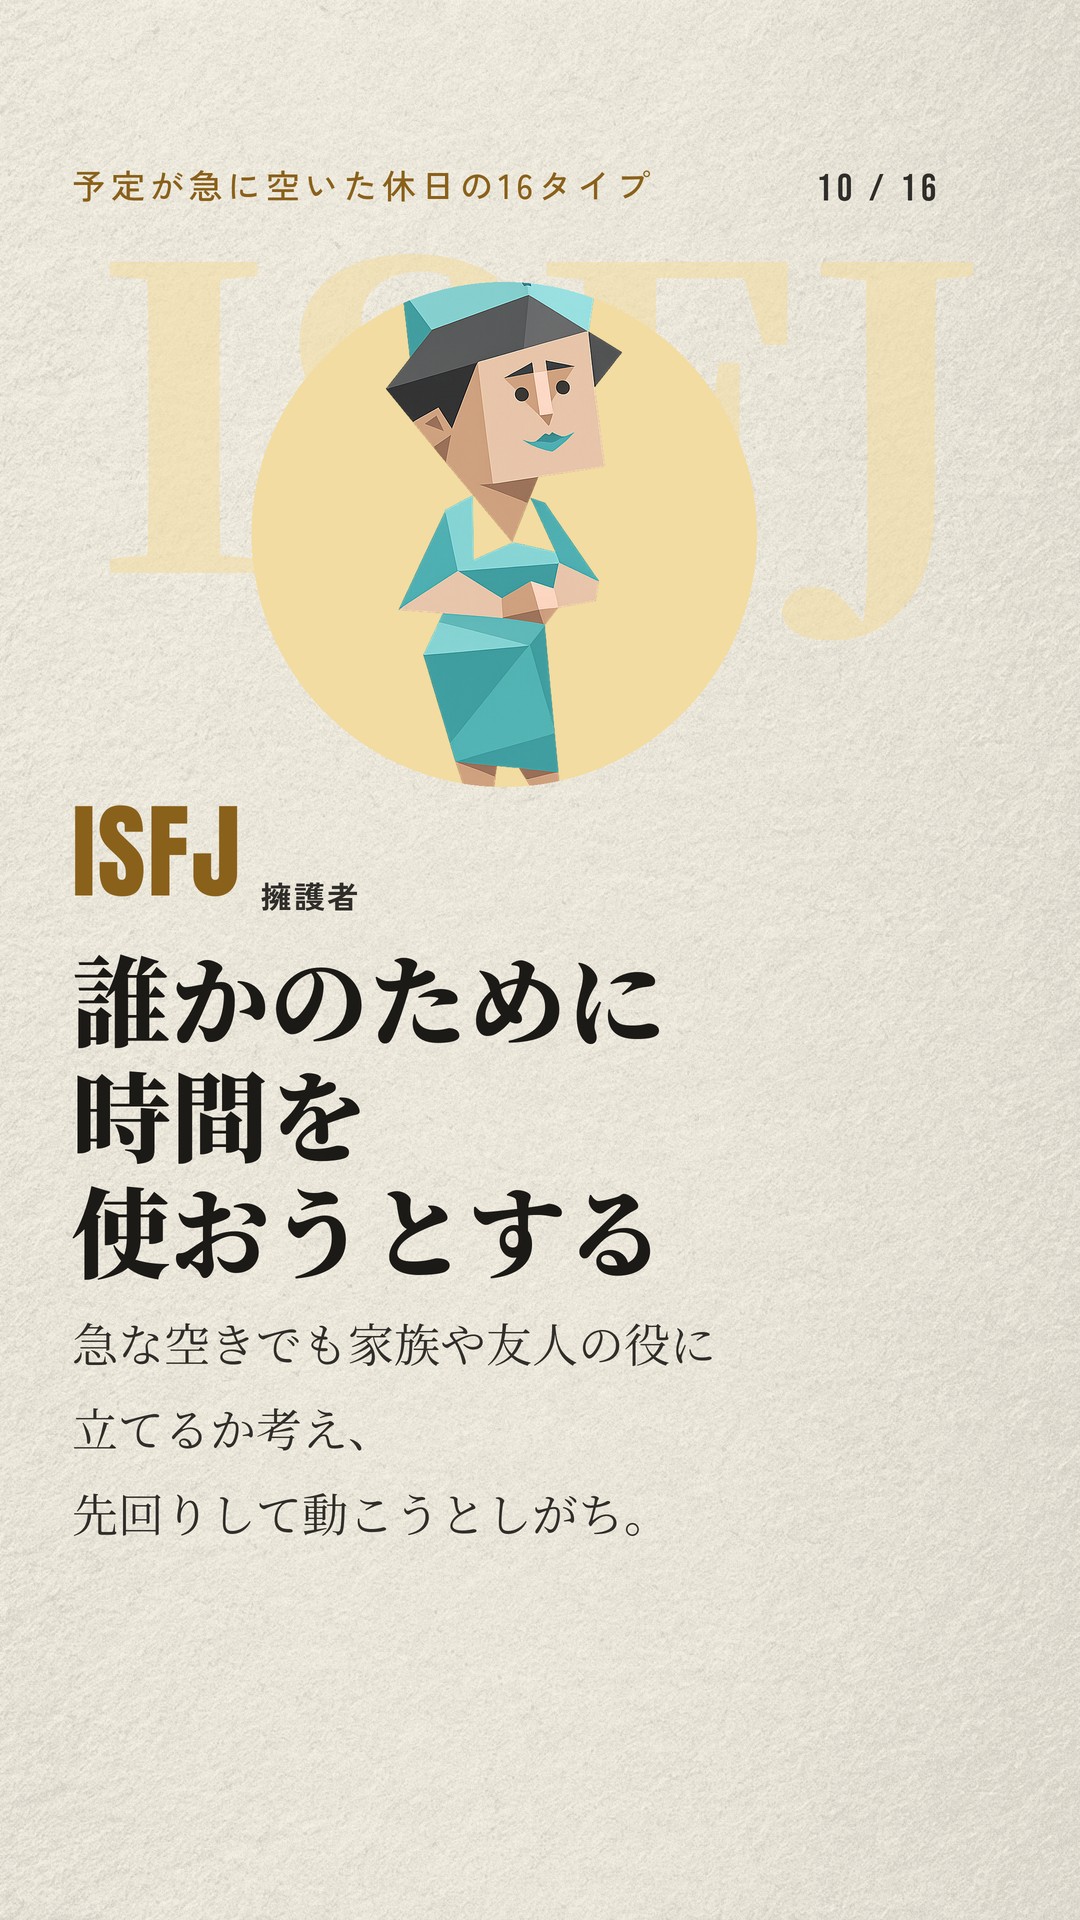 予定が急に空いた休日の16タイプ
10 / 16
ISFJ
ISFJ
擁護者
誰かのために
時間を
使おうとする
急な空きでも家族や友人の役に
立てるか考え、
先回りして動こうとしがち。